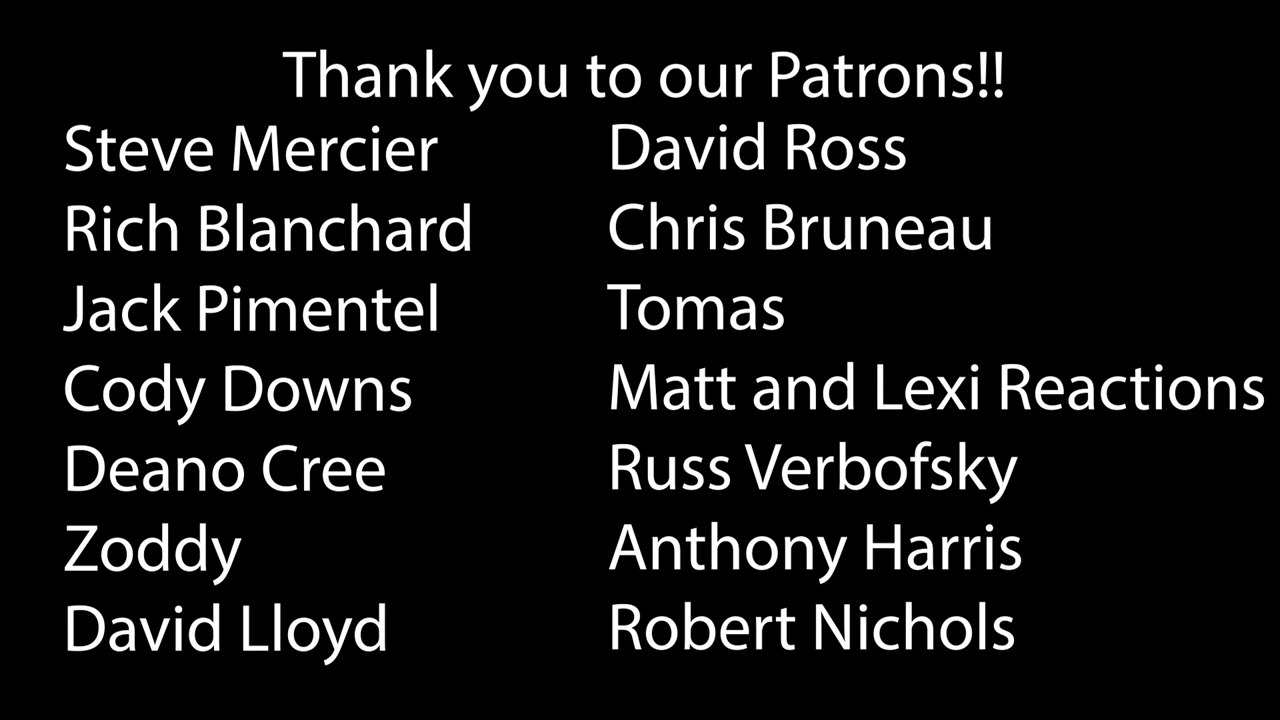 Thank you to our Patrons!!
Steve Mercier
Rich Blanchard
Jack Pimentel
Cody Downs
Deano Cree
Zoddy
David Lloyd
David Ross
Chris Bruneau
Tomas
Matt and Lexi Reactions
Russ Verbofsky
Anthony Harris
Robert Nichols